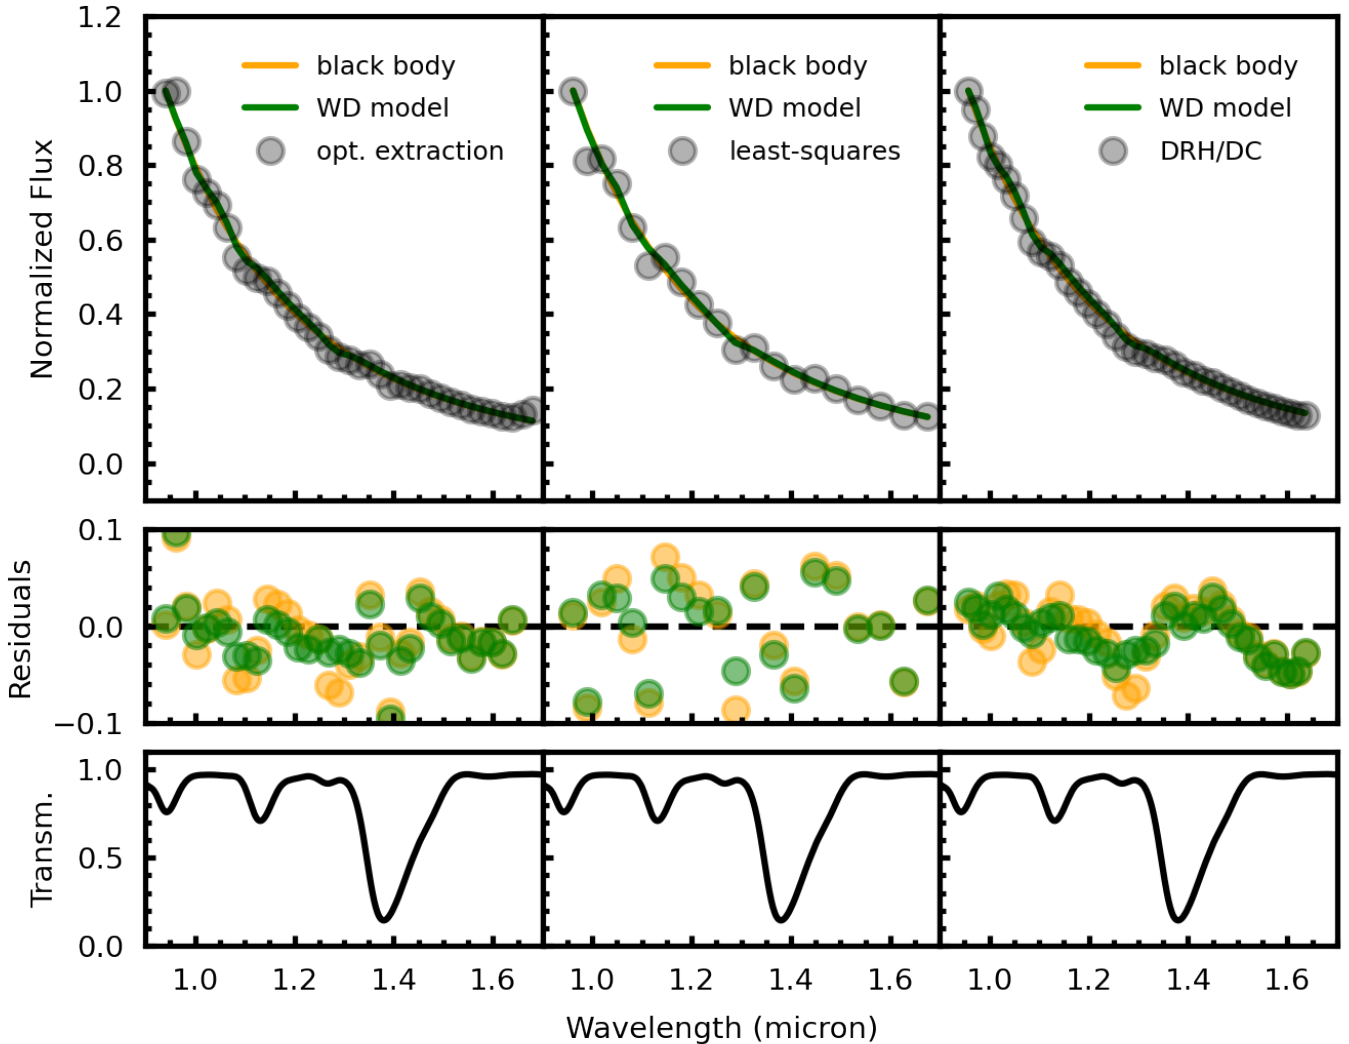 1.2
1.0
0.8
0.6
0.4
0.2
0.0
Normalized Flux
black body
WD model
opt. extraction
black body
WD model
least-squares
black body
WD model
DRH/DC
0.1
0.0
−0.1
Residuals
1.0
0.5
0.0
Transm.
1.0 1.2 1.4 1.6
1.0 1.2 1.4 1.6
1.0 1.2 1.4 1.6
Wavelength (micron)